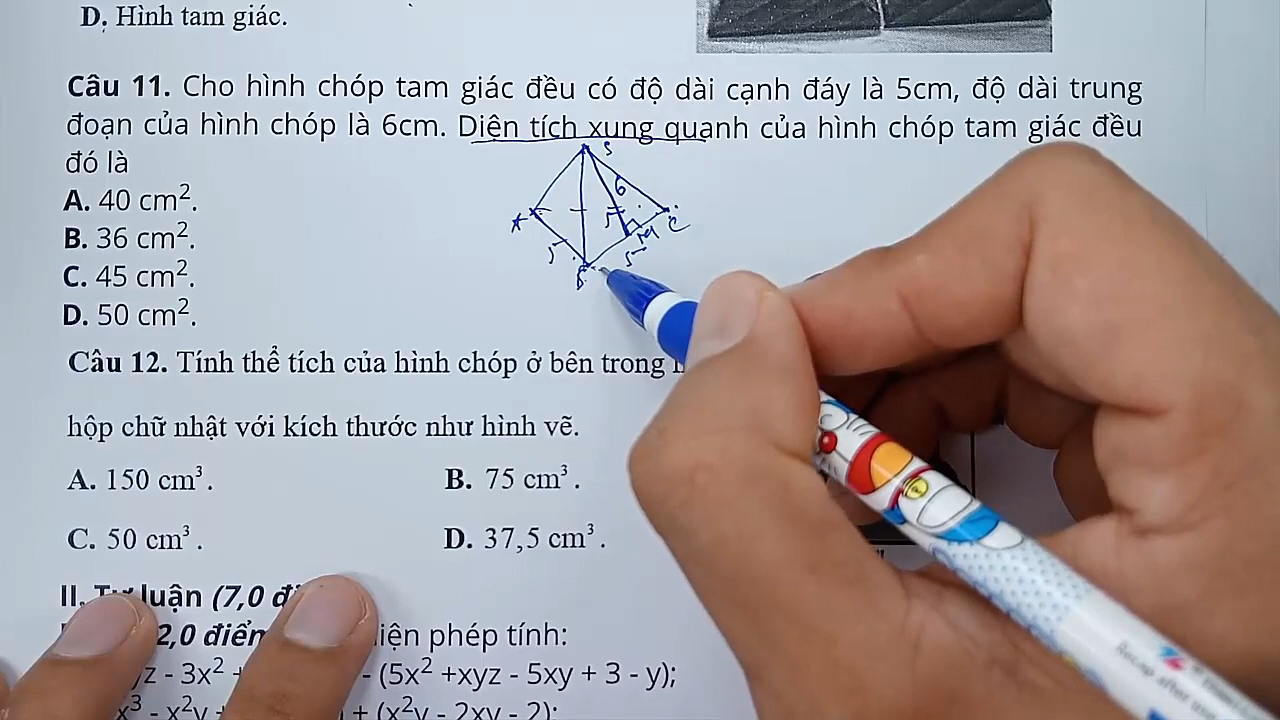 D. Hình tam giác.
Câu 11. Cho hình chóp tam giác đều có độ dài cạnh đáy là 5cm, độ dài trung
đoạn của hình chóp là 6cm. Diện tích xung quanh của hình chóp tam giác đều
đó là
S
6
A. 40 cm².
A
M
C
B. 36 cm².
5
5
B
C. 45 cm².
D. 50 cm².
Câu 12. Tính thể tích của hình chóp ở bên trong
hộp chữ nhật với kích thước như hình vẽ.
A. 150 cm³.
B. 75 cm³.
C. 50 cm³.
D. 37,5 cm³.
II. Tự luận (7,0
2,0 điểm iện phép tính:
z - 3x² - (5x² +xyz - 5xy + 3 - y);
x³ - x²y + (x²y - 2xy - 2);